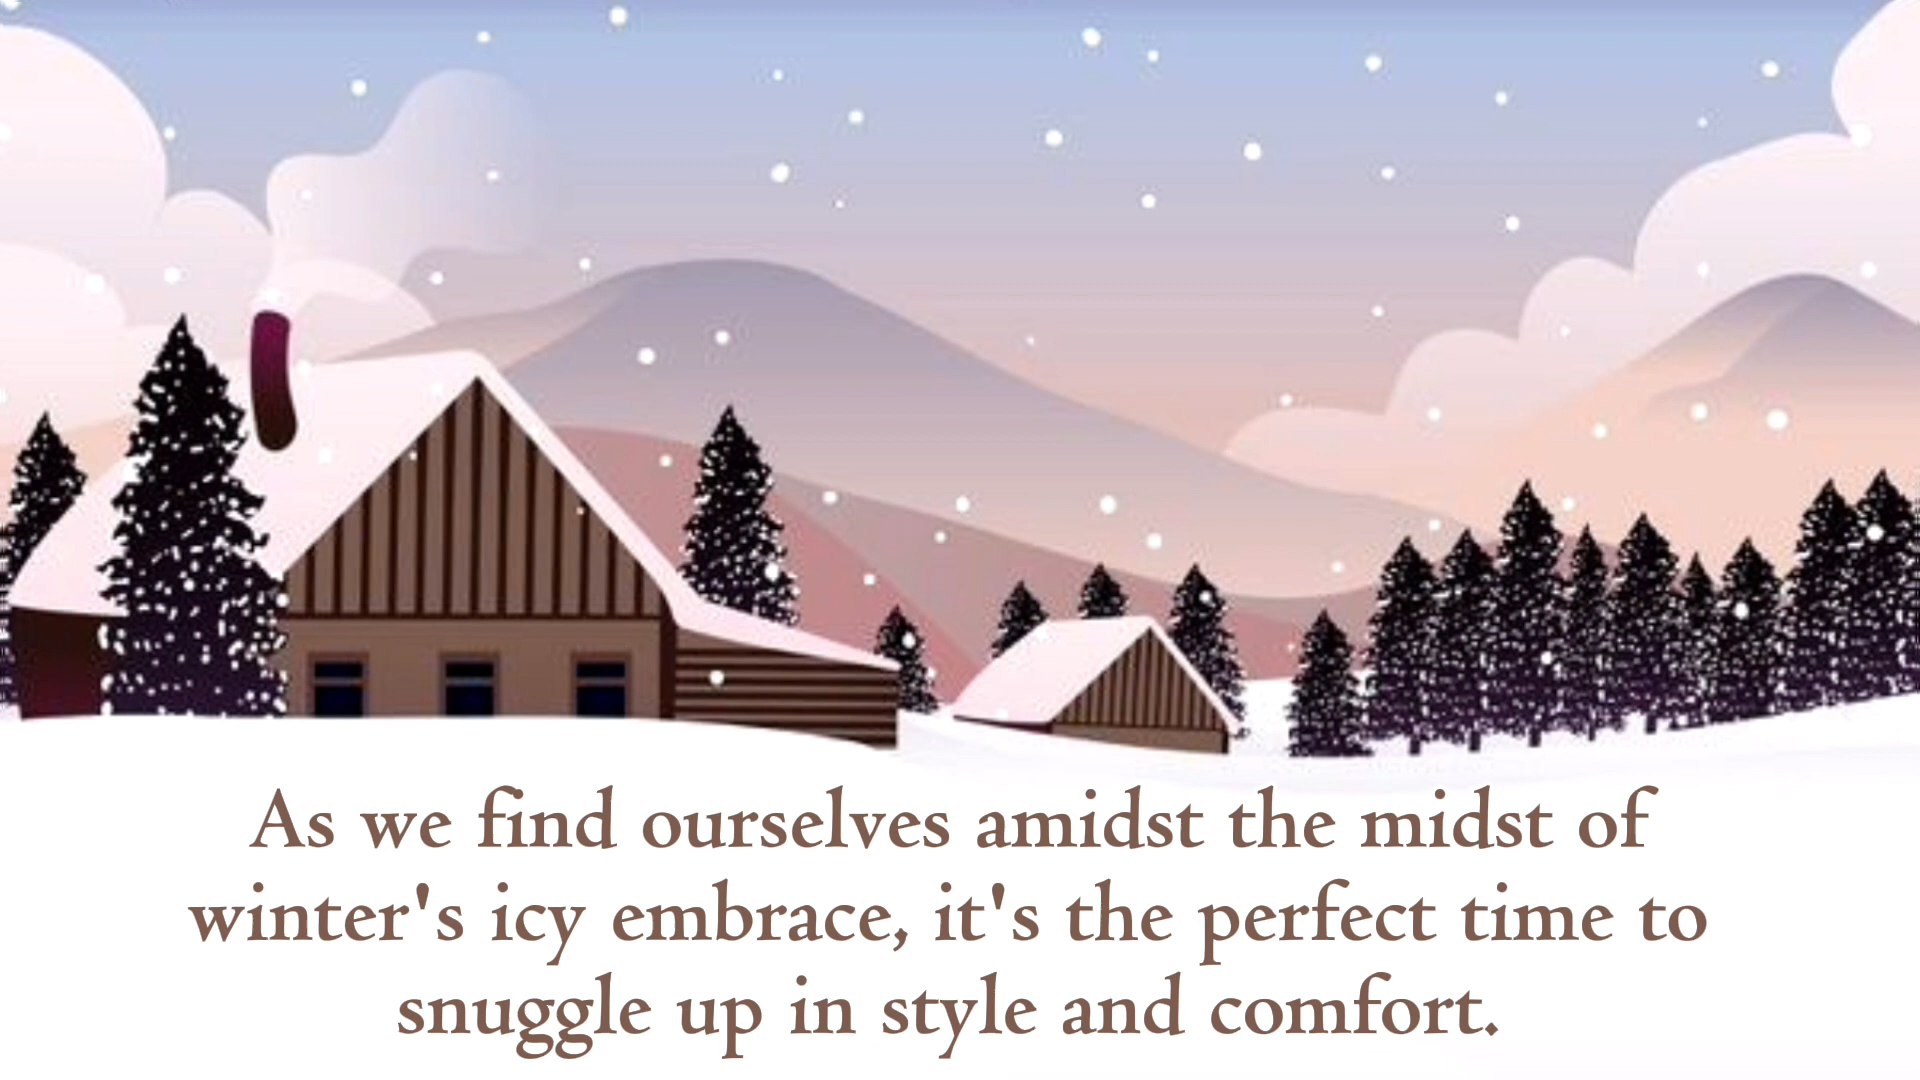 As we find ourselves amidst the midst of
winter's icy embrace, it's the perfect time to
snuggle up in style and comfort.